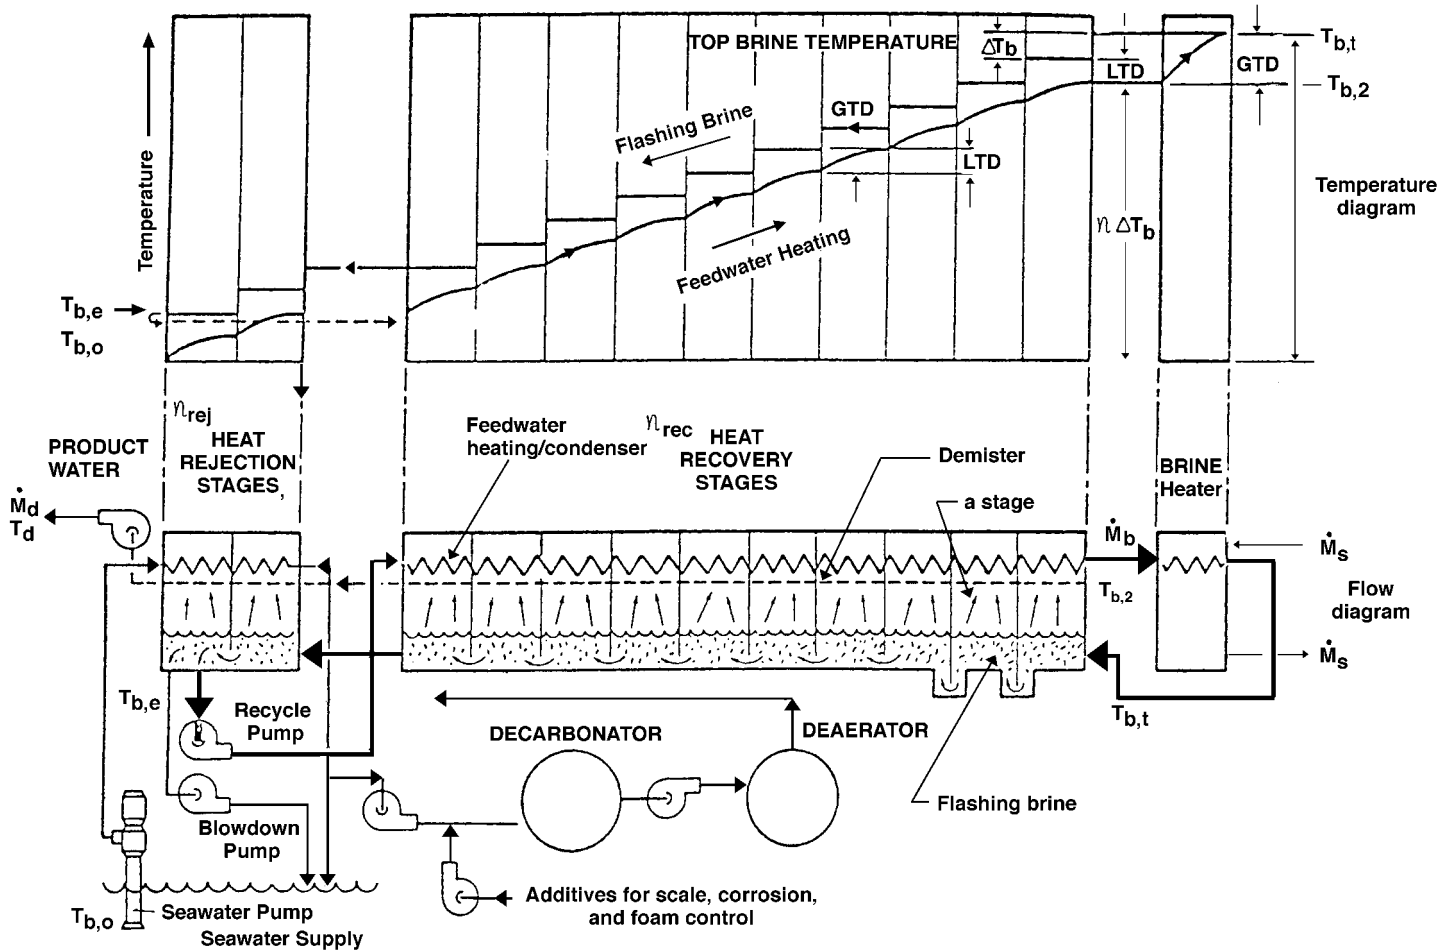 TOP BRINE TEMPERATURE
ΔTb
LTD
GTD
Tb,t
Tb,2
GTD
Flashing Brine
LTD
Temperature
Temperature
diagram
n ΔTb
Feedwater Heating
Tb,e
Tb,o
nrej
HEAT
REJECTION
STAGES,
PRODUCT
WATER
Feedwater
heating/condenser
nrec
HEAT
RECOVERY
STAGES
Demister
a stage
BRINE
Heater
Ṁd
Td
Ṁb
Ṁs
Tb,2
Flow
diagram
Ṁs
Tb,e
Tb,t
Recycle
Pump
DECARBONATOR
DEAERATOR
Flashing brine
Blowdown
Pump
Additives for scale, corrosion,
and foam control
Tb,o
Seawater Pump
Seawater Supply